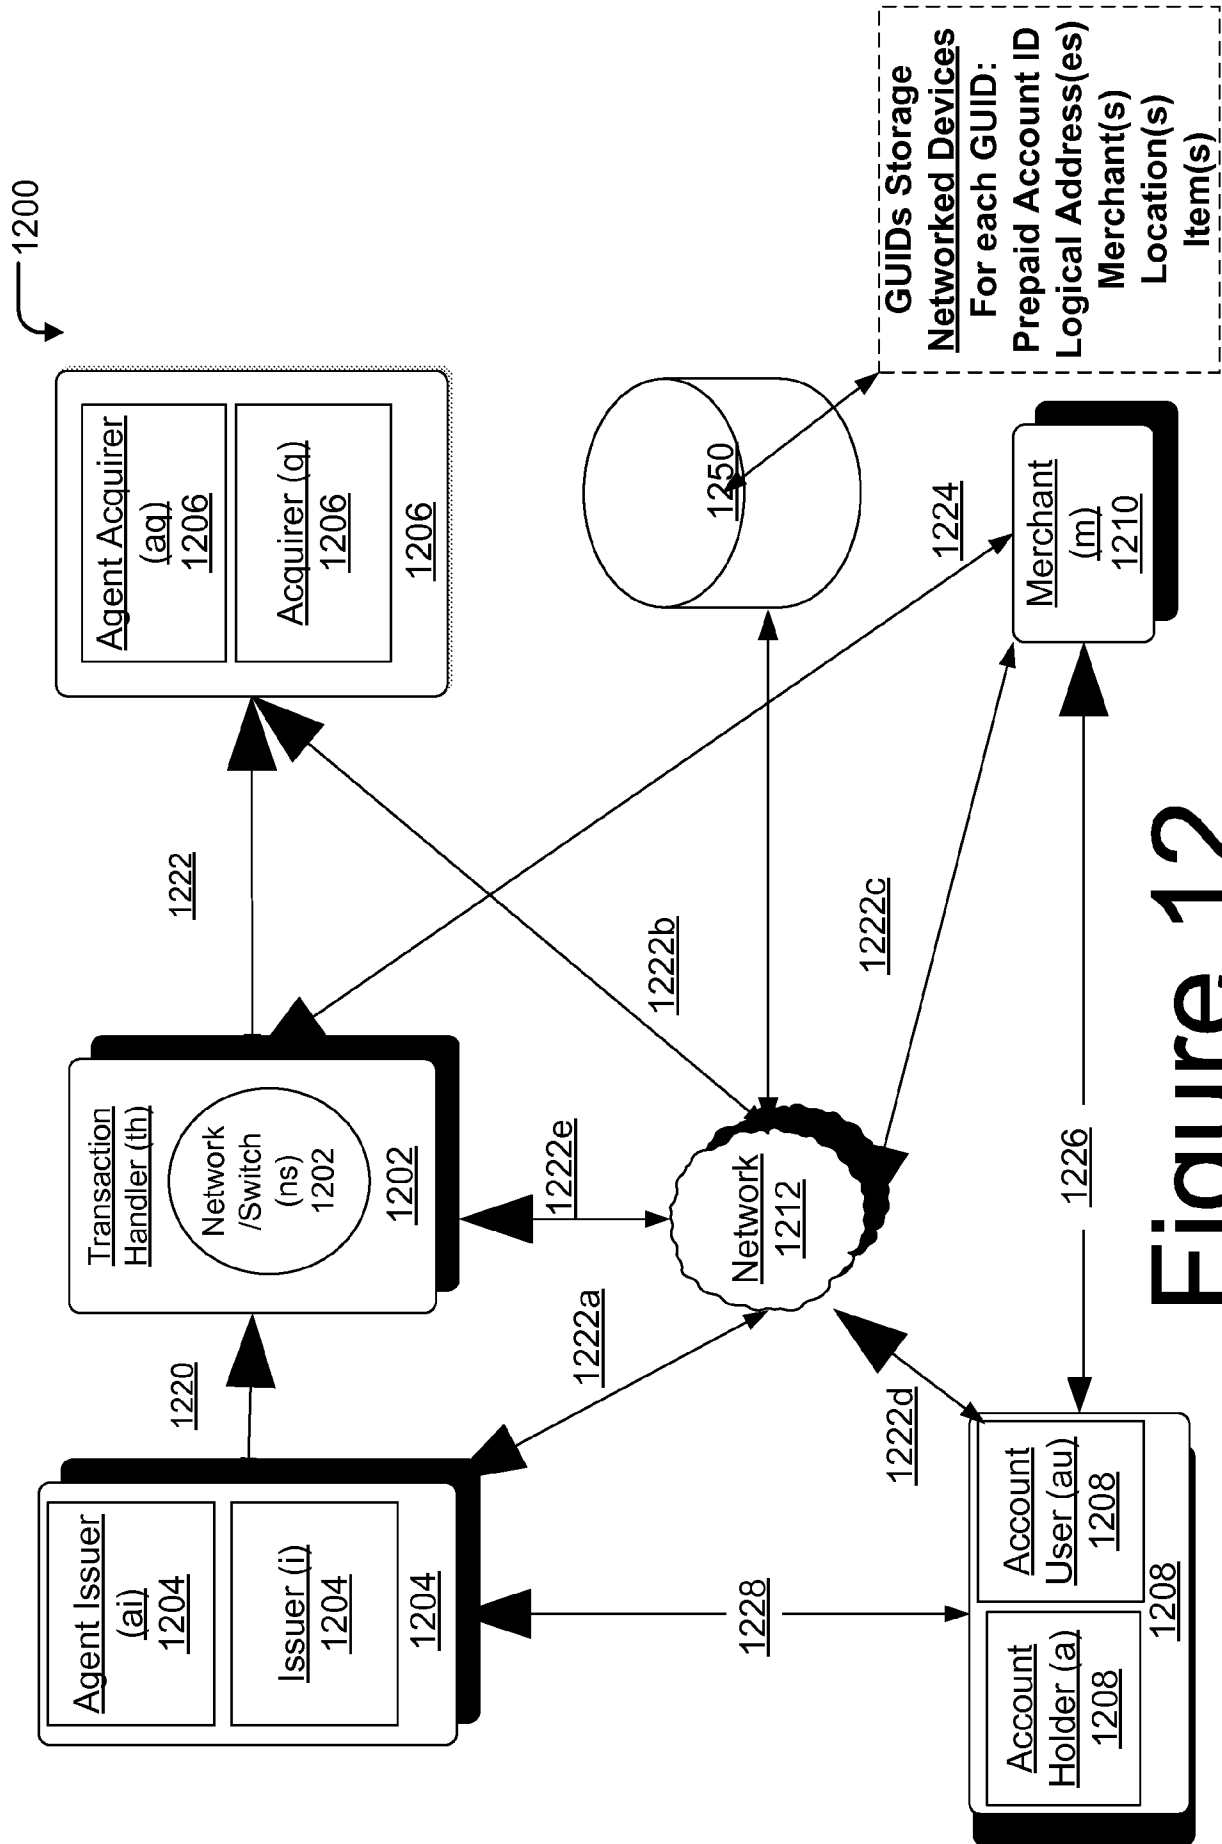 1200
Agent Issuer
(ai)
1204
Issuer (i)
1204
1204
1220
Transaction
Handler (th)
Network
/Switch
(ns)
1202
1202
1222
Agent Acquirer
(aq)
1206
Acquirer (q)
1206
1206
1222a
1222e
1222b
1228
Network
1212
1250
1222d
1222c
1224
GUIDs Storage
Networked Devices
For each GUID:
Prepaid Account ID
Logical Address(es)
Merchant(s)
Location(s)
Item(s)
Account
Holder (a)
1208
Account
User (au)
1208
1208
1226
Merchant
(m)
1210
Figure 12